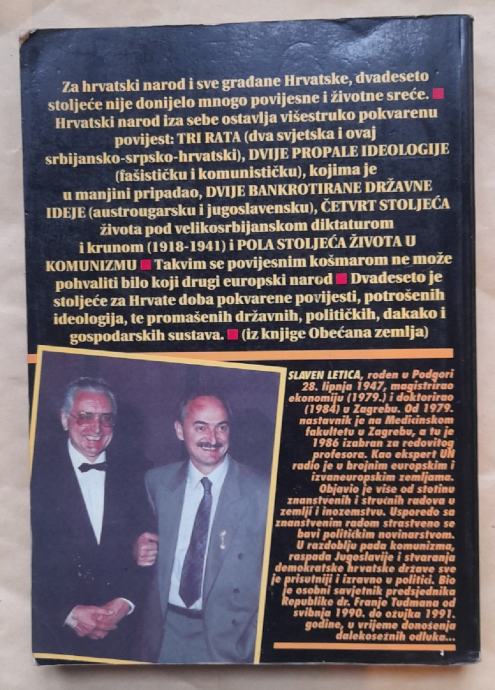 Za hrvatski narod i sve građane Hrvatske, dvadeseto
stoljeće nije donijelo mnogo povijesne i životne sreće. ■
Hrvatski narod iza sebe ostavlja višestruko pokvarenu
povijest: TRI RATA (dva svjetska i ovaj
srbijansko-srpsko-hrvatski), DVIJE PROPALE IDEOLOGIJE
(fašističku i komunističku), kojima je
u manjini pripadao, DVIJE BANKROTIRANE DRŽAVNE
IDEJE (austrougarsku i jugoslavensku), ČETVRT STOLJEĆA
života pod velikosrbijanskom diktaturom
i krunom (1918-1941) i POLA STOLJEĆA ŽIVOTA U
KOMUNIZMU ■ Takvim se povijesnim košmarom ne može
pohvaliti bilo koji drugi europski narod ■ Dvadeseto je
stoljeće za Hrvate doba pokvarene povijesti, potrošenih
ideologija, te promašenih državnih, političkih, dakako i
gospodarskih sustava. ■ (iz knjige Obećana zemlja)
SLAVEN LETICA, rođen u Podgori
28. lipnja 1947, magistrirao
ekonomiju (1979.) i doktorirao
(1984) u Zagrebu. Od 1979.
nastavnik je na Medicinskom
fakultetu u Zagrebu, a tu je
1986 izabran za redovitog
profesora. Kao ekspert UN
radio je u brojnim europskim i
izvaneuropskim zemljama.
Objavio je više od stotinu
znanstvenih i stručnih radova u
zemlji i inozemstvu. Usporedo sa
znanstvenim radom strastveno se
bavi političkim novinarstvom.
U razdoblju pada komunizma,
raspada Jugoslavije i stvaranja
demokratske hrvatske države sve
je prisutniji i izravno u politici. Bio
je osobni savjetnik predsjednika
Republike dr. Franje Tuđmana od
svibnja 1990. do ožujka 1991.
godine, u vrijeme donošenja
dalekosežnih odluka...